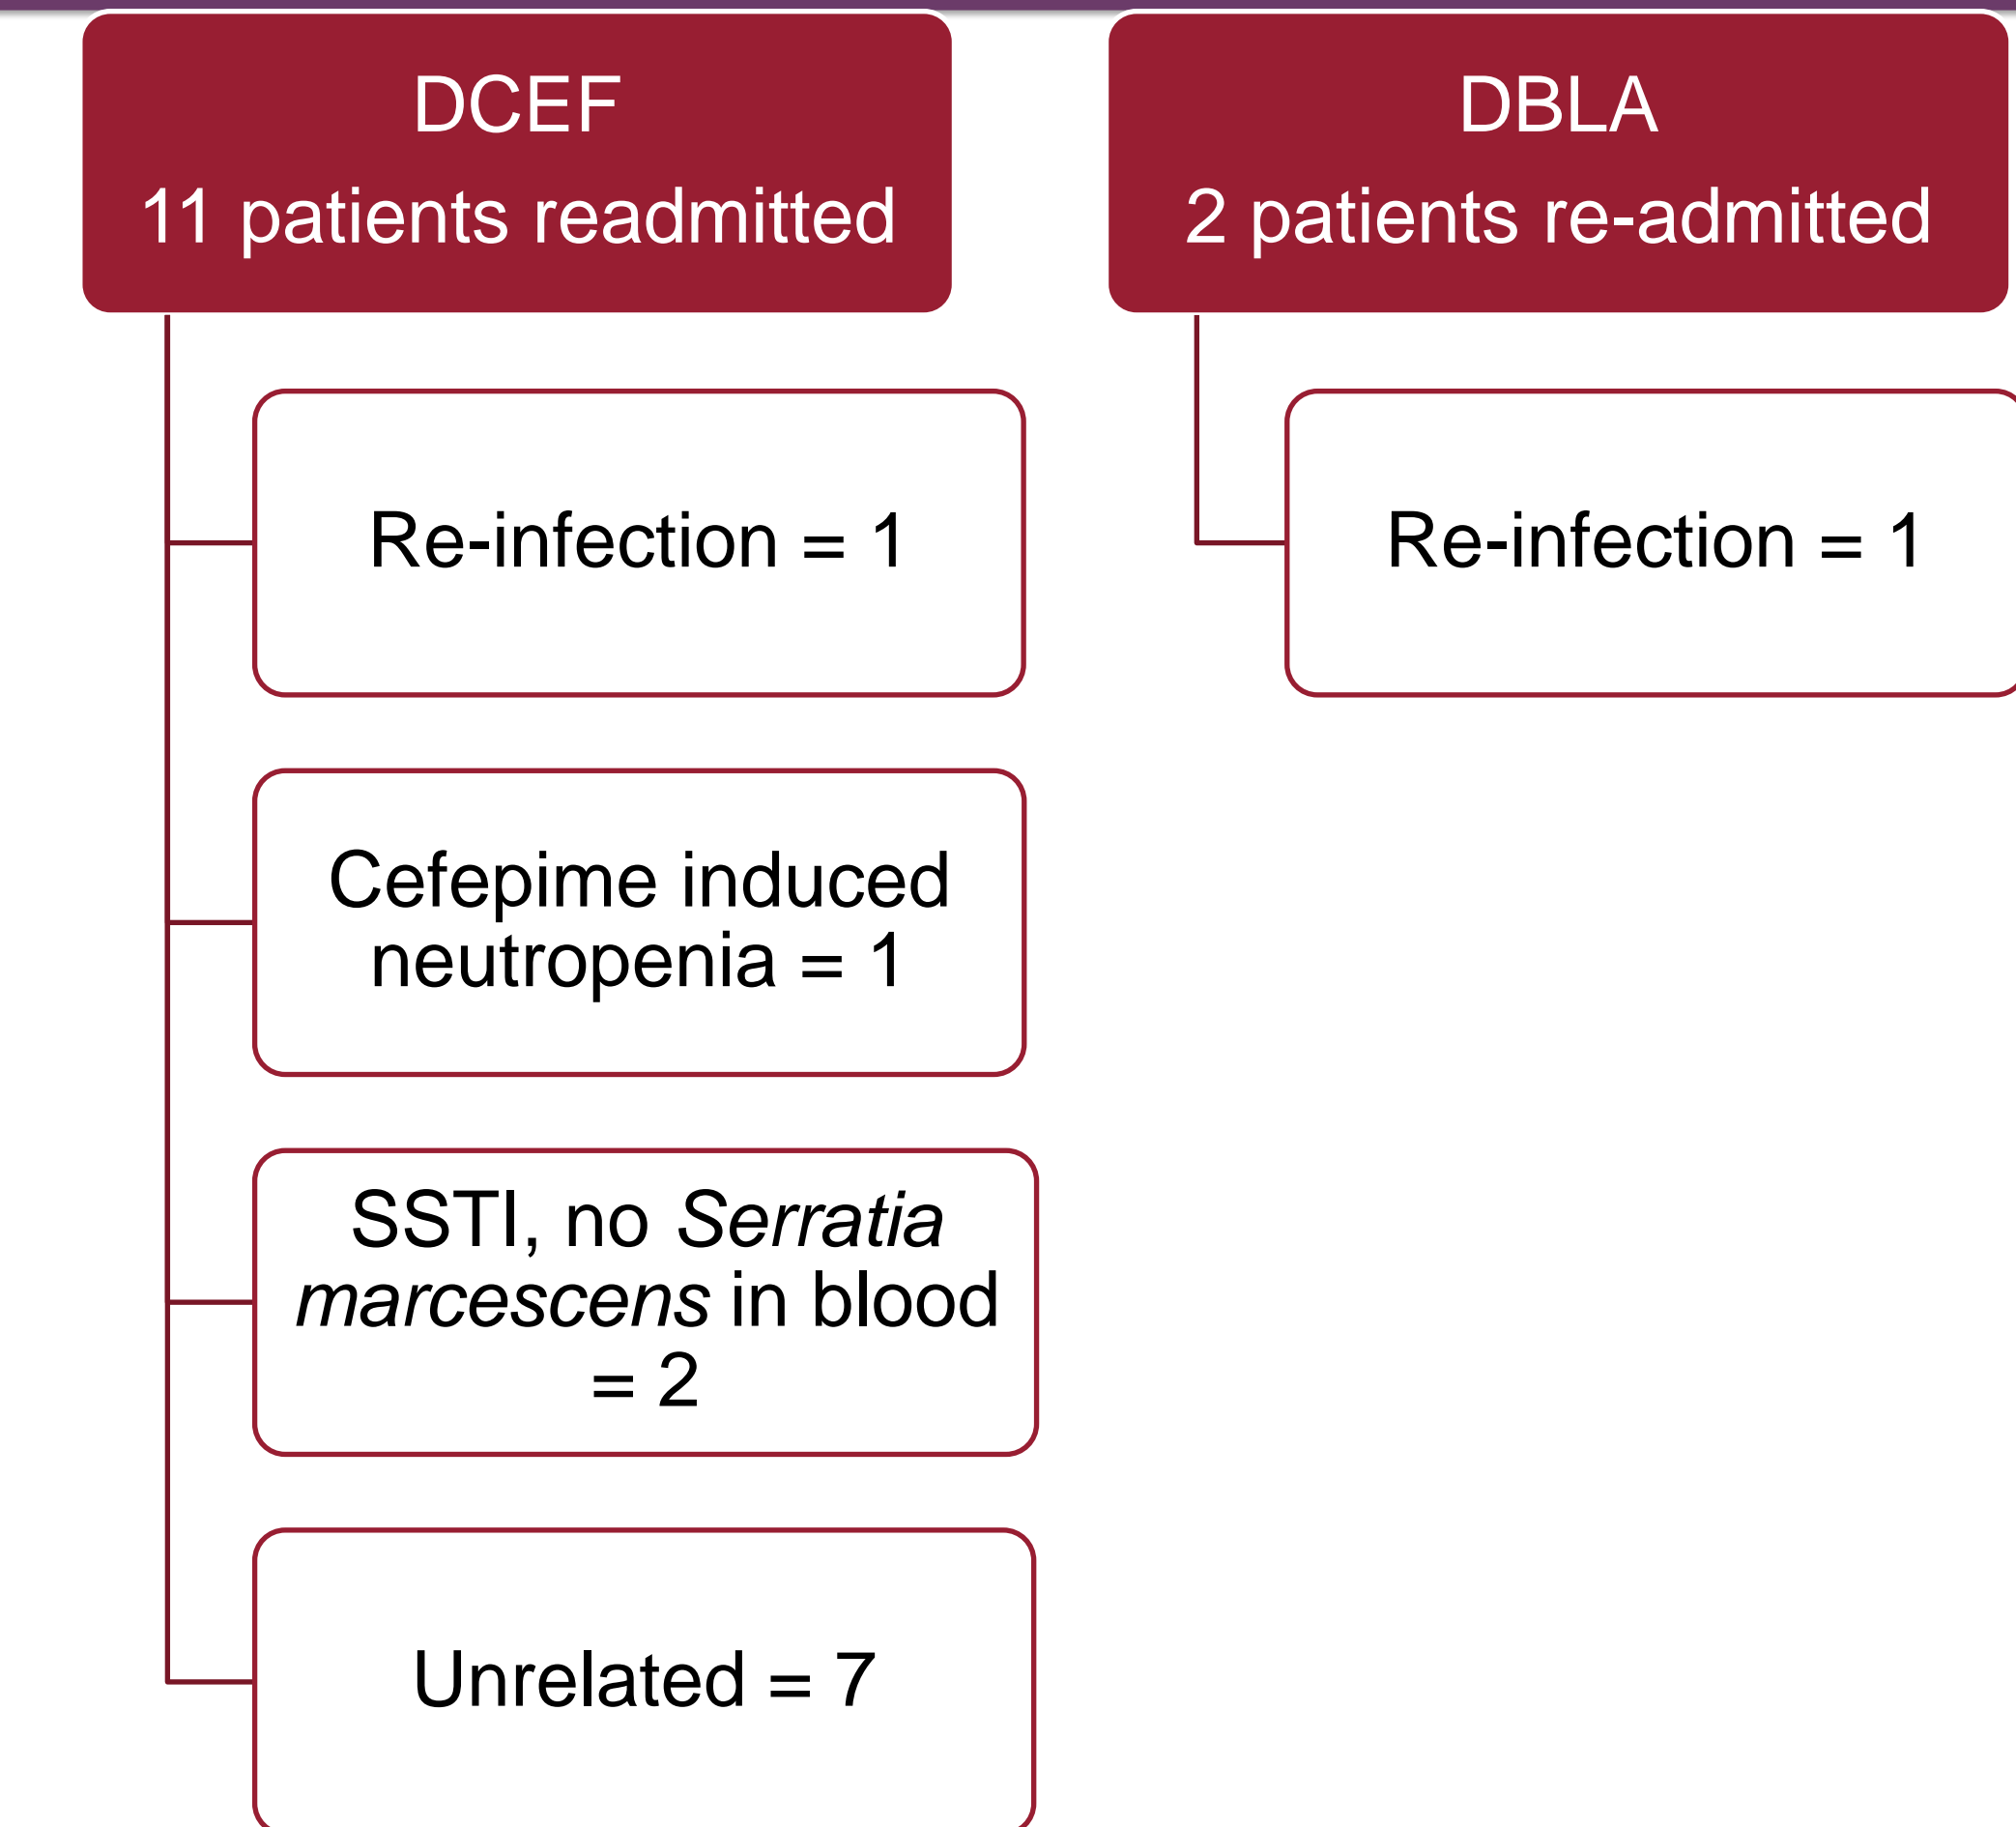 DCEF
11 patients readmitted
Re-infection = 1
Cefepime induced
neutropenia = 1
SSTI, no Serratia
marcescens in blood
= 2
Unrelated = 7
DBLA
2 patients re-admitted
Re-infection = 1